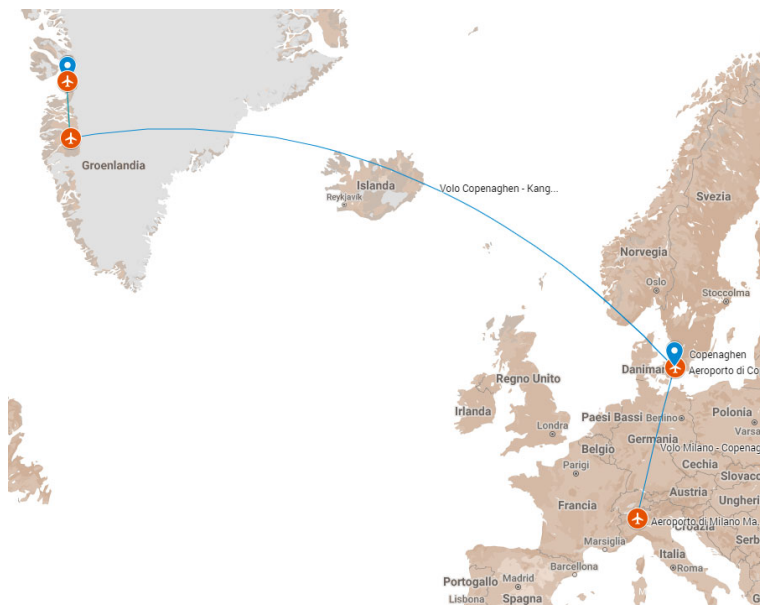 Groenlandia
Islanda
Reykjavík
Volo Copenaghen - Kang...
Svezia
Norvegia
Oslo
Stoccolma
Copenaghen
Danimar
Aeroporto di Co
Regno Unito
Irlanda
Londra
Paesi Bassi
Berlino
Polonia
Varsa
Germania
Belgio
Volo Milano - Copenag
Parigi
Cechia
Slovacc
Austria
Ungheri
Francia
Aeroporto di Milano Ma...
Croazia
Serb
Marsiglia
Italia
Roma
Barcellona
Portogallo
Madrid
Lisbona
Spagna